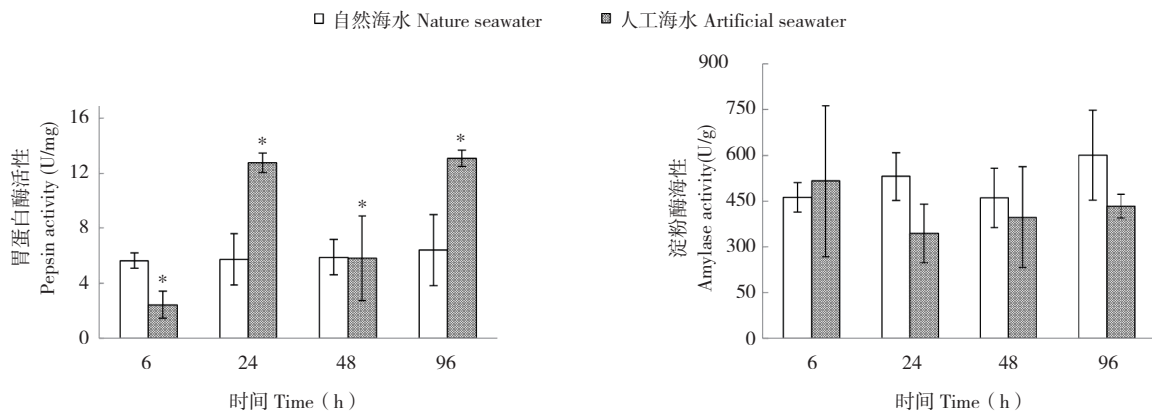 自然海水 Nature seawater 人工海水 Artificial seawater
胃蛋白酶活性
Pepsin activity (U/mg)
16
12
8
4
0
*
*
*
*
6 24 48 96
时间 Time（h）
淀粉酶海性
Amylase activity(U/g)
900
750
600
450
300
50
0
6 24 48 96
时间 Time（h）